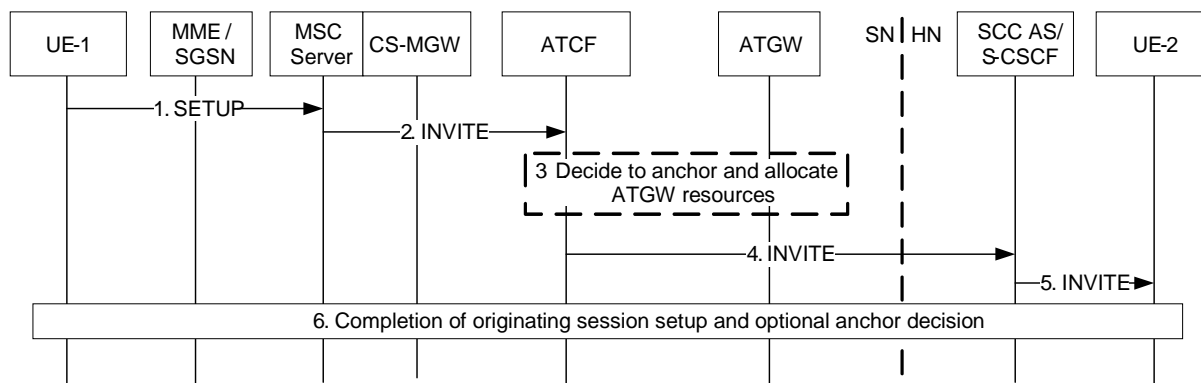 UE-1
MME /
SGSN
MSC
Server
CS-MGW
ATCF
ATGW
SN
HN
SCC AS/
S-CSCF
UE-2
1. SETUP
2. INVITE
3 Decide to anchor and allocate
ATGW resources
4. INVITE
5. INVITE
6. Completion of originating session setup and optional anchor decision